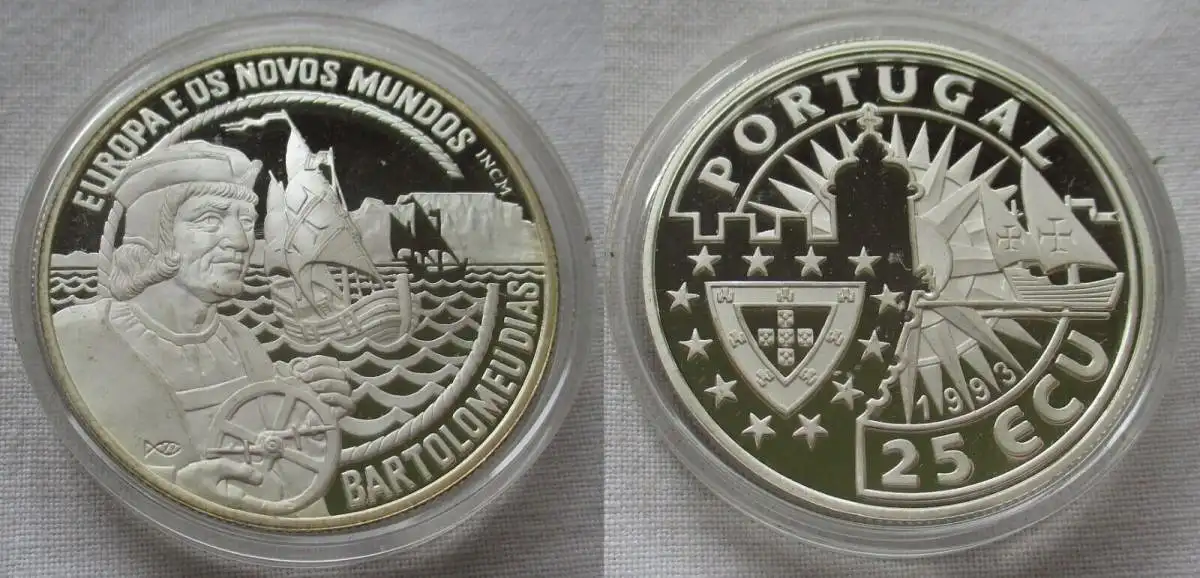 EUROPA E OS NOVOS MUNDOS
INCM
BARTOLOMEU DIAS
PORTUGAL
1993
25 ECU